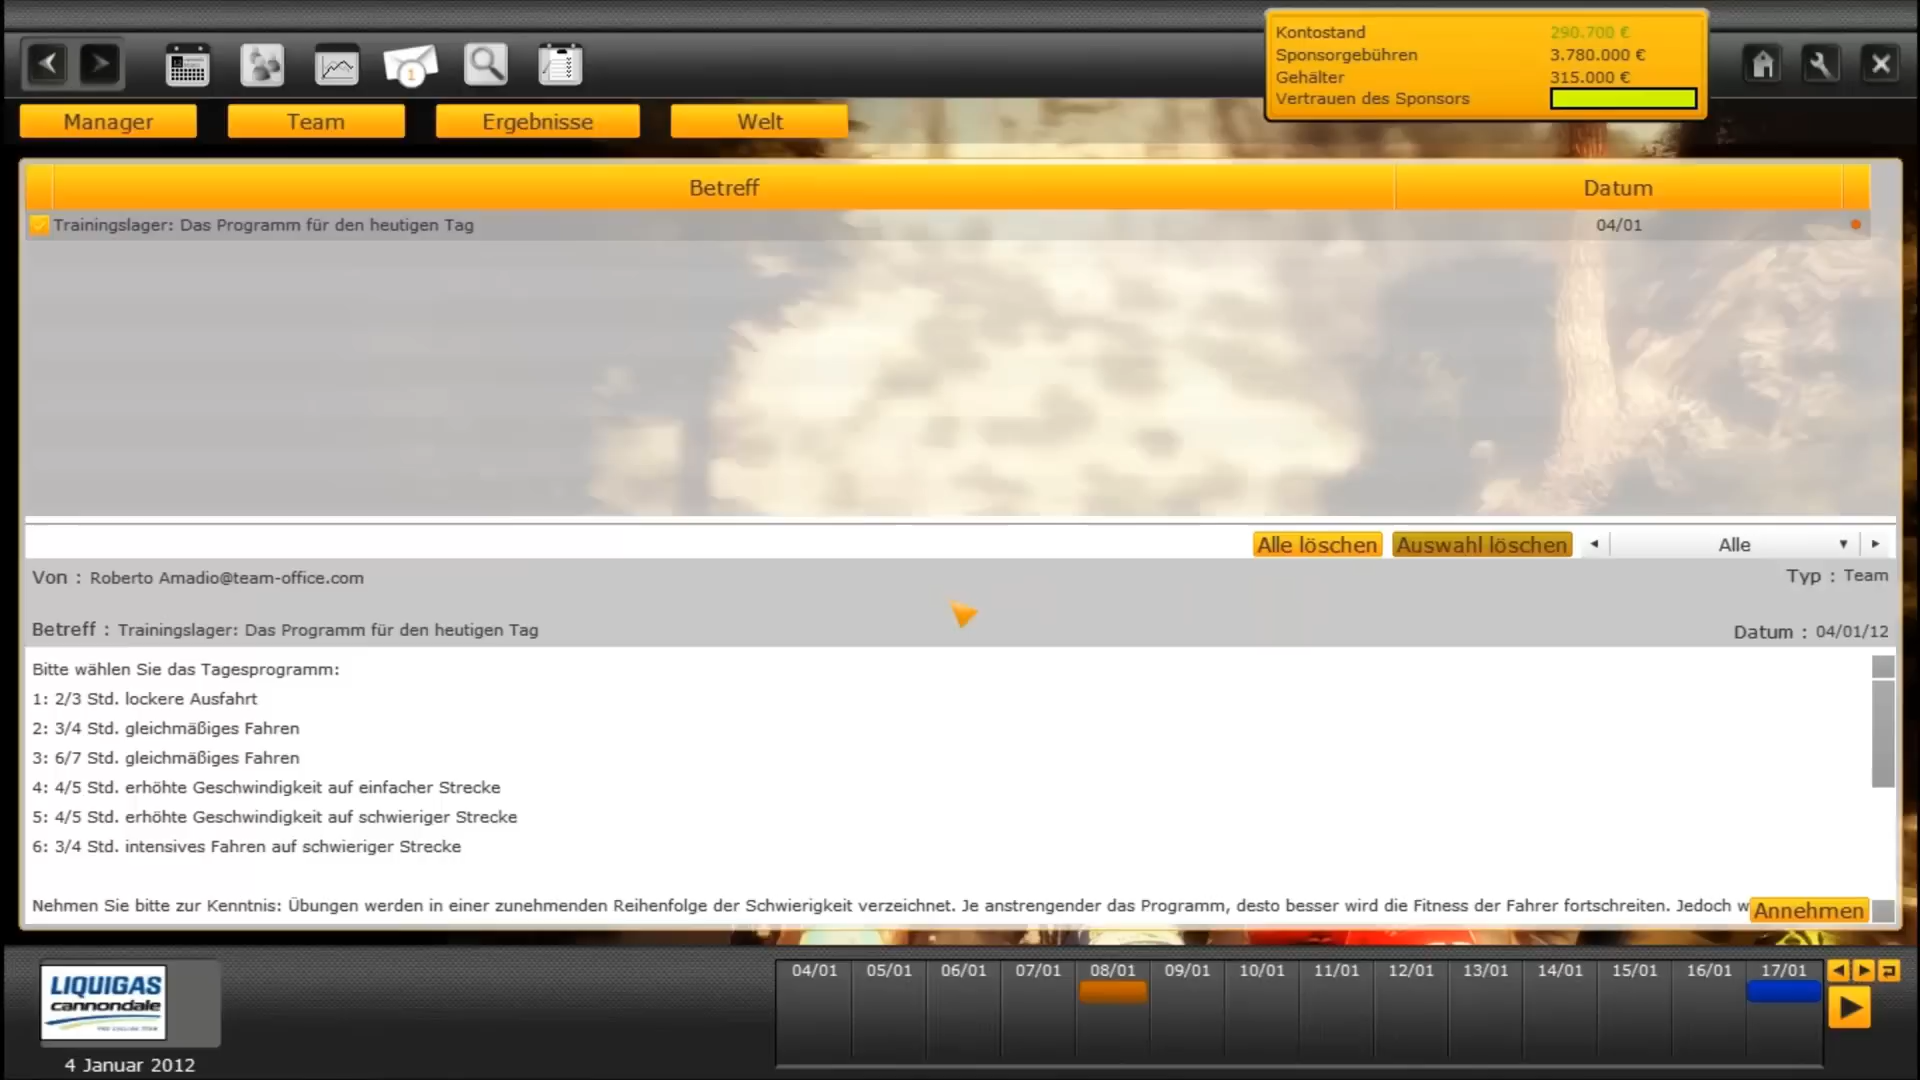 Kontostand 290.700 €
Sponsorgebühren 3.780.000 €
Gehälter 315.000 €
Vertrauen des Sponsors
1
Manager Team Ergebnisse Welt
Betreff Datum
Trainingslager: Das Programm für den heutigen Tag 04/01
Alle löschen Auswahl löschen Alle
Von : Roberto Amadio@team-office.com Typ : Team
Betreff : Trainingslager: Das Programm für den heutigen Tag Datum : 04/01/12
Bitte wählen Sie das Tagesprogramm:
1: 2/3 Std. lockere Ausfahrt
2: 3/4 Std. gleichmäßiges Fahren
3: 6/7 Std. gleichmäßiges Fahren
4: 4/5 Std. erhöhte Geschwindigkeit auf einfacher Strecke
5: 4/5 Std. erhöhte Geschwindigkeit auf schwieriger Strecke
6: 3/4 Std. intensives Fahren auf schwieriger Strecke
Nehmen Sie bitte zur Kenntnis: Übungen werden in einer zunehmenden Reihenfolge der Schwierigkeit verzeichnet. Je anstrengender das Programm, desto besser wird die Fitness der Fahrer fortschreiten. Jedoch w
Annehmen
04/01 05/01 06/01 07/01 08/01 09/01 10/01 11/01 12/01 13/01 14/01 15/01 16/01 17/01
LIQUIGAS
cannondale
4 Januar 2012